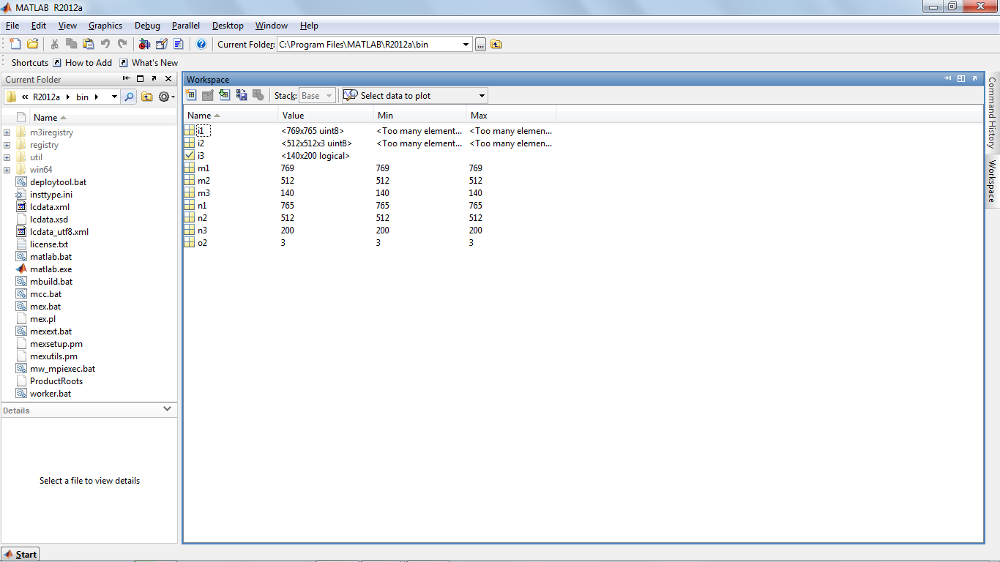 MATLAB R2012a
File Edit View Graphics Debug Parallel Desktop Window Help
Current Folder: C:\Program Files\MATLAB\R2012a\bin ...
Shortcuts How to Add What's New
Current Folder
« R2012a bin
Name
m3iregistry
registry
util
win64
deploytool.bat
insttype.ini
lcdata.xml
lcdata.xsd
lcdata_utf8.xml
license.txt
matlab.bat
matlab.exe
mbuild.bat
mcc.bat
mex.bat
mex.pl
mexext.bat
mexsetup.pm
mexutils.pm
mw_mpiexec.bat
ProductRoots
worker.bat
Details
Select a file to view details
Workspace
Stack: Base Select data to plot
Name Value Min Max
i1 <769x765 uint8> <Too many element... <Too many elemen...
i2 <512x512x3 uint8> <Too many element... <Too many elemen...
i3 <140x200 logical>
m1 769 769 769
m2 512 512 512
m3 140 140 140
n1 765 765 765
n2 512 512 512
n3 200 200 200
o2 3 3 3
Command History
Workspace
Start